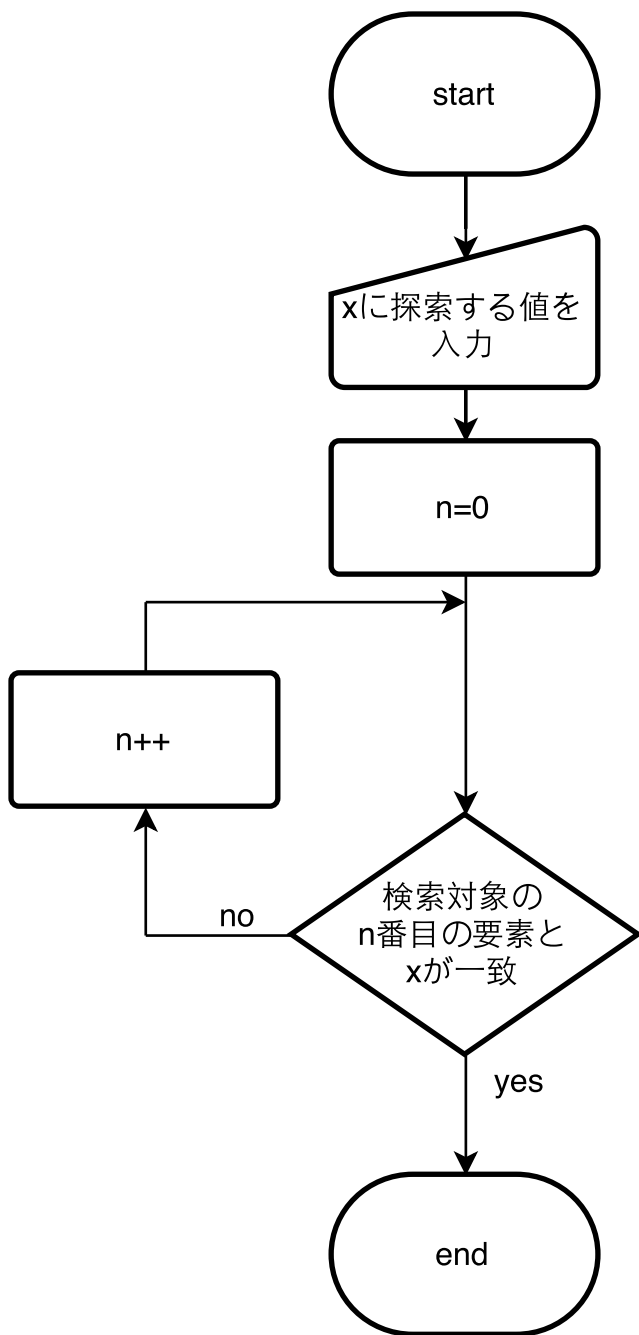 start
xに探索する値を
入力
n=0
n++
検索対象の
n番目の要素と
xが一致
no
yes
end